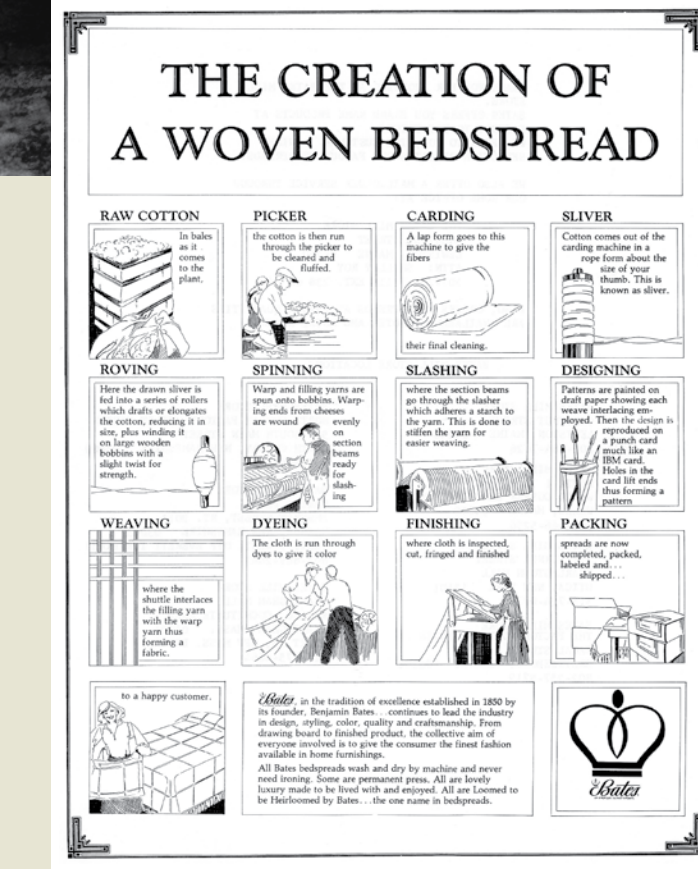 THE CREATION OF
A WOVEN BEDSPREAD
RAW COTTON
In bales
as it
comes
to the
plant,
PICKER
the cotton is then run
through the picker to
be cleaned and
fluffed.
CARDING
A lap form goes to this
machine to give the
fibers
their final cleaning.
SLIVER
Cotton comes out of the
carding machine in a
rope form about the
size of your
thumb. This is
known as sliver.
ROVING
Here the drawn sliver is
fed into a series of rollers
which drafts or elongates
the cotton, reducing it in
size, plus winding it
on large wooden
bobbins with a
slight twist for
strength.
SPINNING
Warp and filling yarns are
spun onto bobbins. Warp-
ing ends from cheeses
are wound evenly
on
section
beams
ready
for
slash-
ing
SLASHING
where the section beams
go through the slasher
which adheres a starch to
the yarn. This is done to
stiffen the yarn for
easier weaving.
DESIGNING
Patterns are painted on
draft paper showing each
weave interlacing em-
ployed. Then the design is
reproduced on
a punch card
much like an
IBM card.
Holes in the
card lift ends
thus forming a
pattern
WEAVING
where the
shuttle interlaces
the filling yarn
with the warp
yarn thus
forming a
fabric.
DYEING
The cloth is run through
dyes to give it color
FINISHING
where cloth is inspected,
cut, fringed and finished
PACKING
spreads are now
completed, packed,
labeled and...
shipped...
to a happy customer.
Bates, in the tradition of excellence established in 1850 by
its founder, Benjamin Bates...continues to lead the industry
in design, styling, color, quality and craftsmanship. From
drawing board to finished product, the collective aim of
everyone involved is to give the consumer the finest fashion
available in home furnishings.
All Bates bedspreads wash and dry by machine and never
need ironing. Some are permanent press. All are lovely
luxury made to be lived with and enjoyed. All are Loomed to
be Heirloomed by Bates...the one name in bedspreads.
Bates